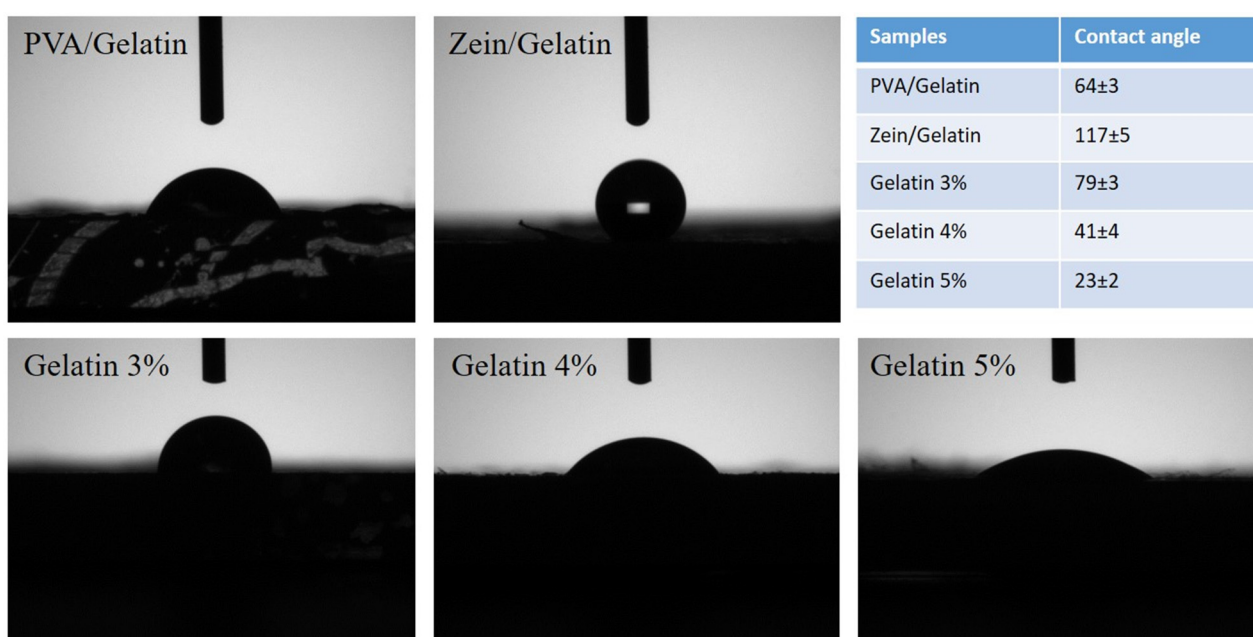 PVA/Gelatin
Zein/Gelatin
Samples Contact angle
PVA/Gelatin 64±3
Zein/Gelatin 117±5
Gelatin 3% 79±3
Gelatin 4% 41±4
Gelatin 5% 23±2
Gelatin 3%
Gelatin 4%
Gelatin 5%